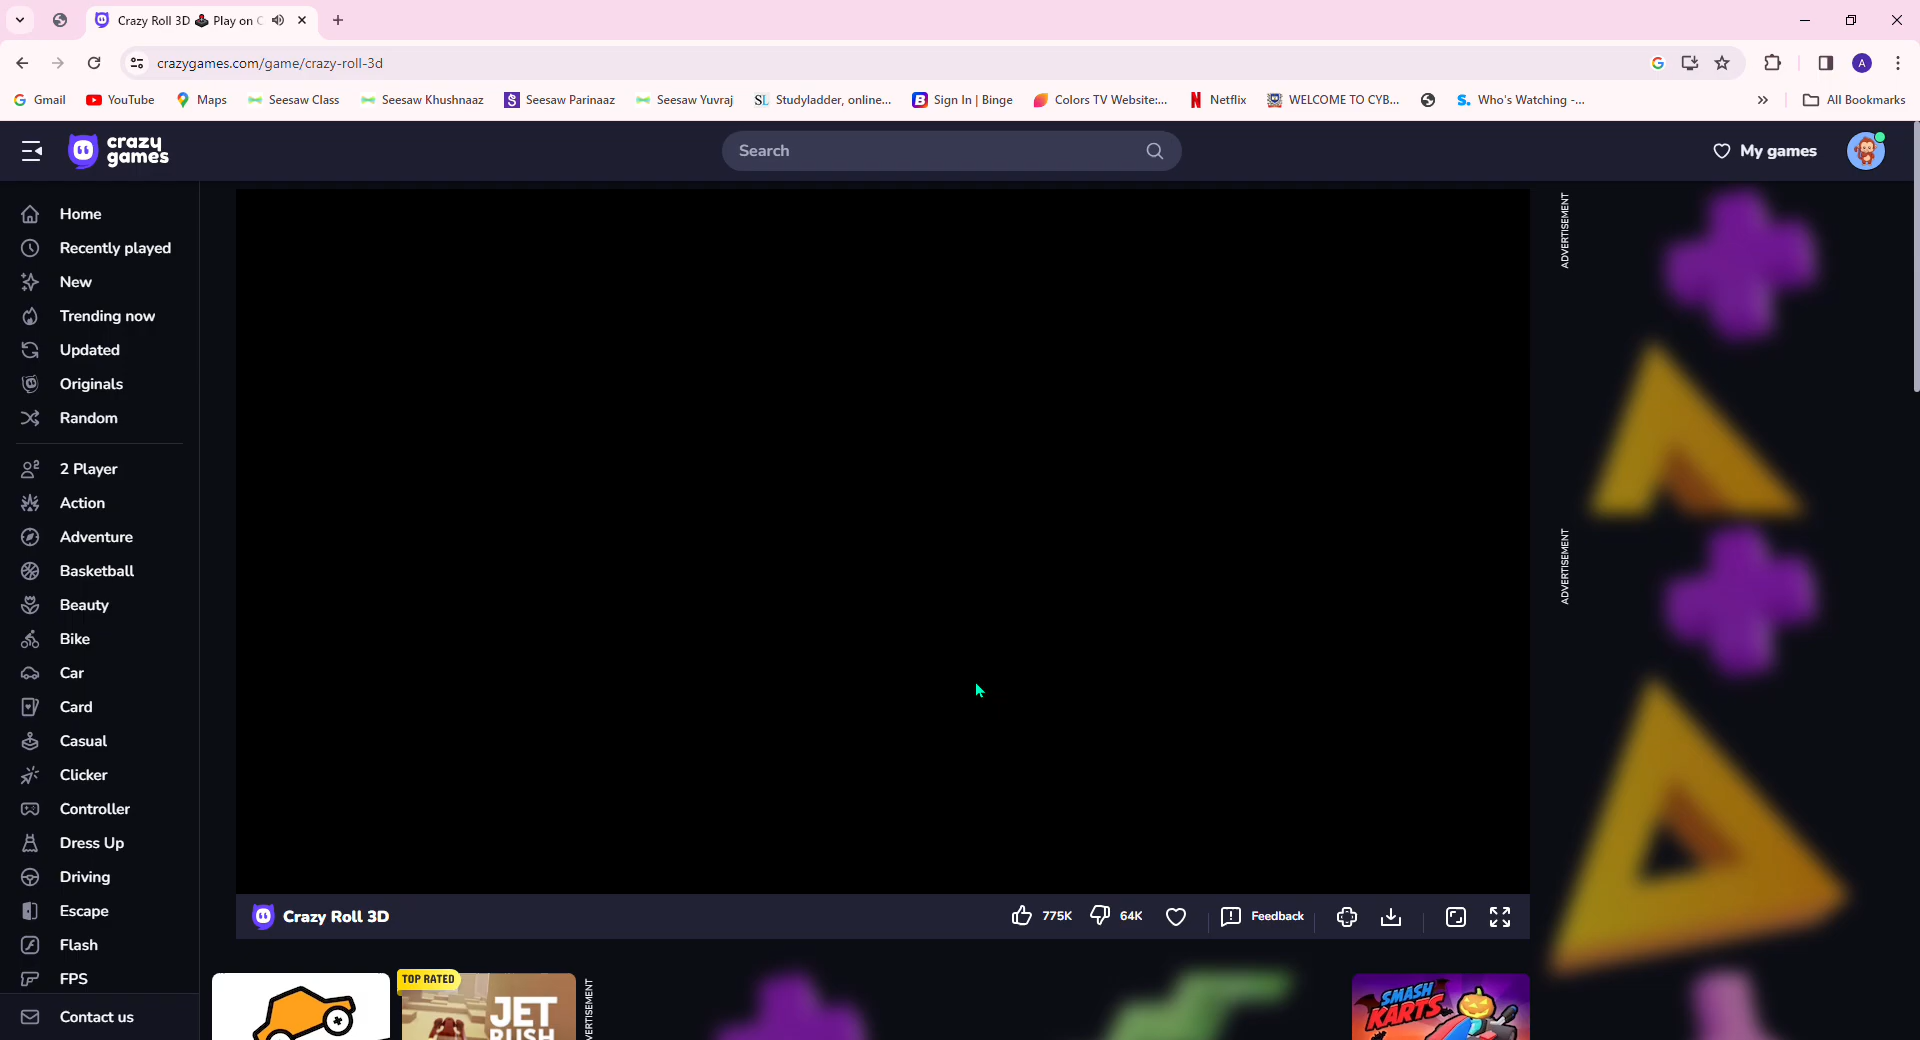 Crazy Roll 3D 🕹 Play on C
crazygames.com/game/crazy-roll-3d
A
Gmail
YouTube
Maps
Seesaw Class
Seesaw Khushnaaz
Seesaw Parinaaz
Seesaw Yuvraj
Studyladder, online...
Sign In | Binge
Colors TV Website:...
Netflix
WELCOME TO CYB...
Who's Watching -...
All Bookmarks
crazy
games
Search
My games
Home
Recently played
New
Trending now
Updated
Originals
Random
2 Player
Action
Adventure
Basketball
Beauty
Bike
Car
Card
Casual
Clicker
Controller
Dress Up
Driving
Escape
Flash
FPS
Contact us
ADVERTISEMENT
ADVERTISEMENT
Crazy Roll 3D
775K
64K
Feedback
TOP RATED
JET
RUSH
VERTISEMENT
SMASH
KARTS